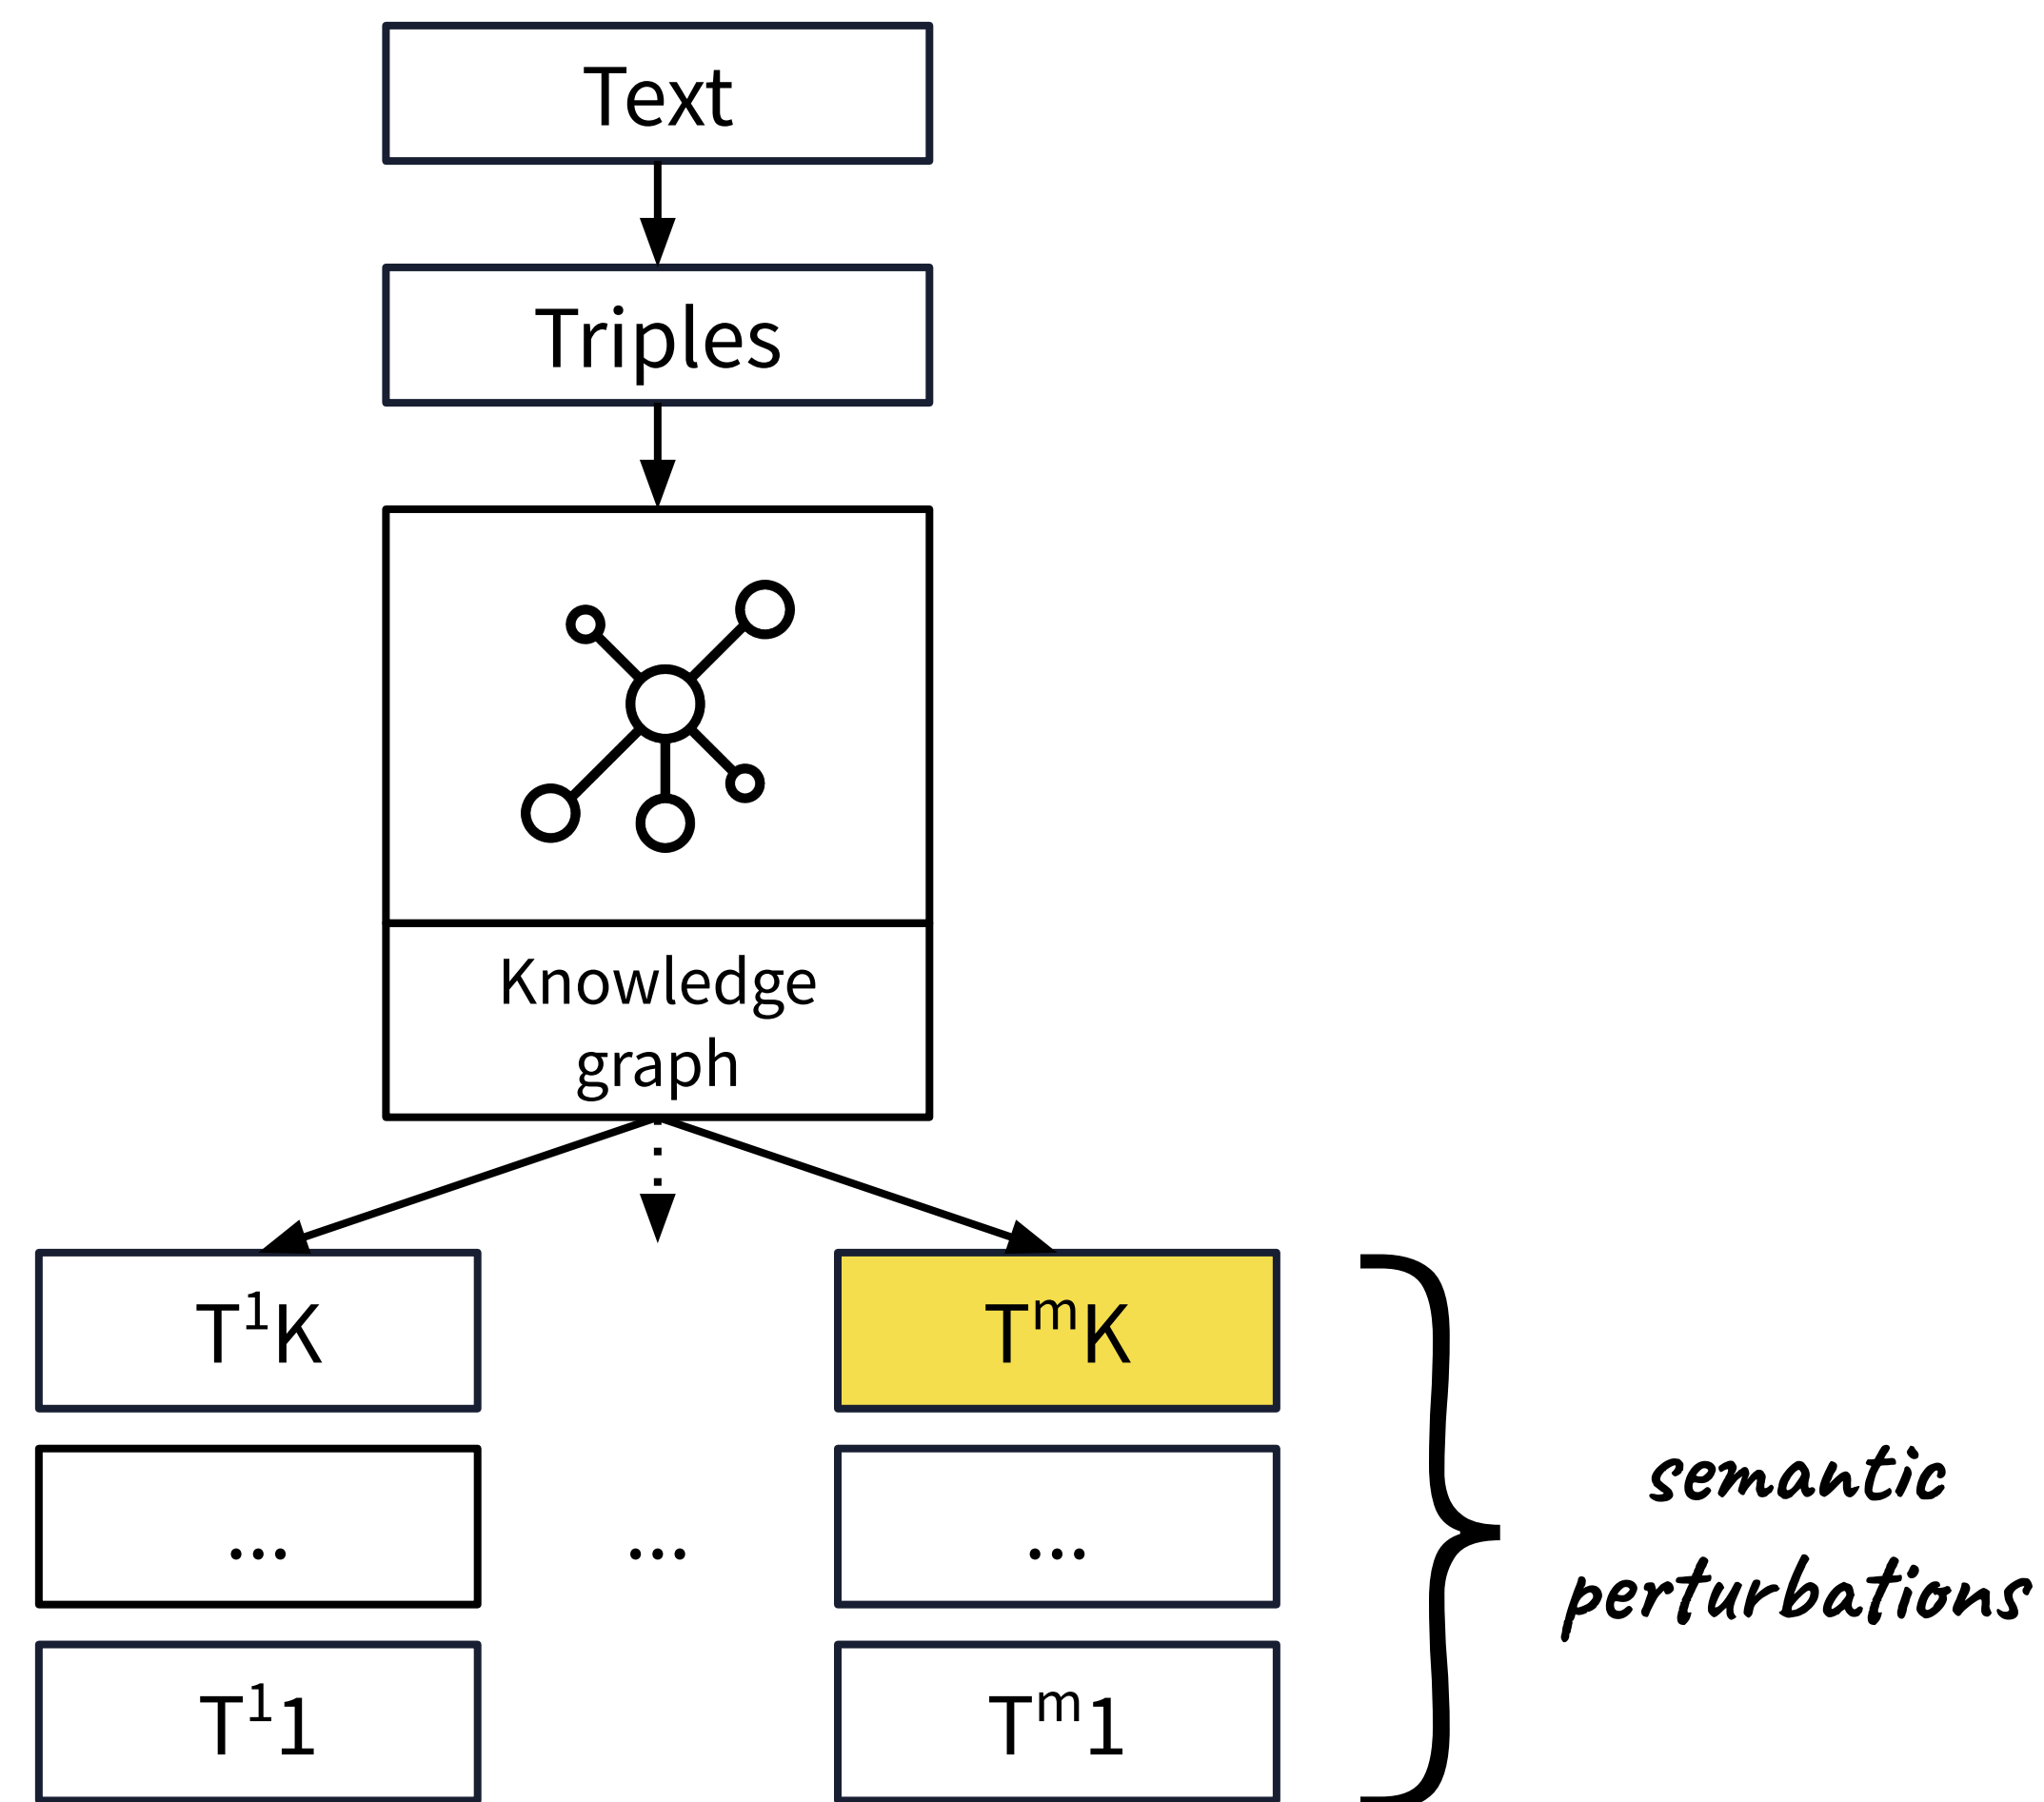 Text
Triples
Knowledge
graph
T¹K
TᵐK
semantic
... ... ...
perturbations
T¹1
Tᵐ1